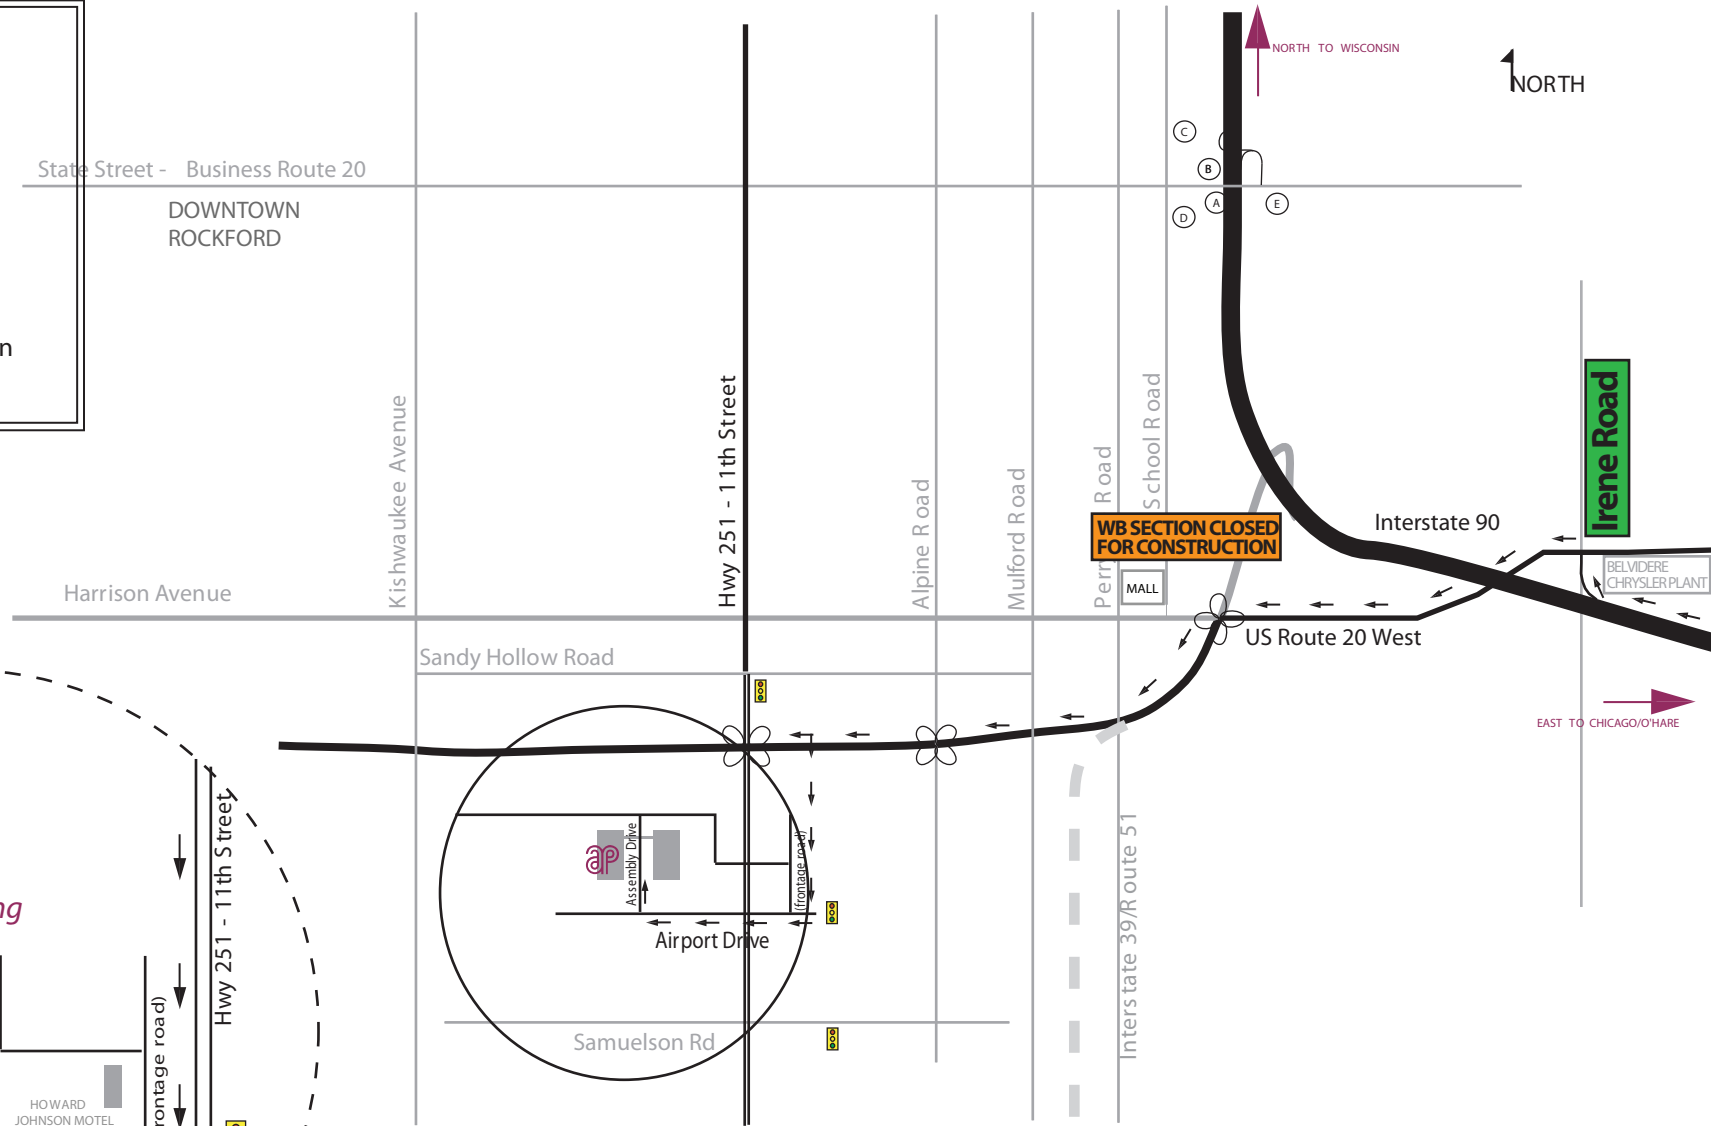 NORTH TO WISCONSIN
NORTH
C
B
A
D
E
State Street - Business Route 20
DOWNTOWN
ROCKFORD
n
Kishwaukee Avenue
Hwy 251 - 11th Street
Alpine Road
Mulford Road
Road
School Road
Irene Road
WB SECTION CLOSED
FOR CONSTRUCTION
Interstate 90
BELVIDERE
CHRYSLER PLANT
MALL
Harrison Avenue
US Route 20 West
Sandy Hollow Road
EAST TO CHICAGO/O'HARE
Hwy 251 - 11th Street
ap
Assembly Drive
(frontage road)
Airport Drive
Interstate 39/Route 51
Samuelson Rd
ng
rontage road)
HOWARD
JOHNSON MOTEL